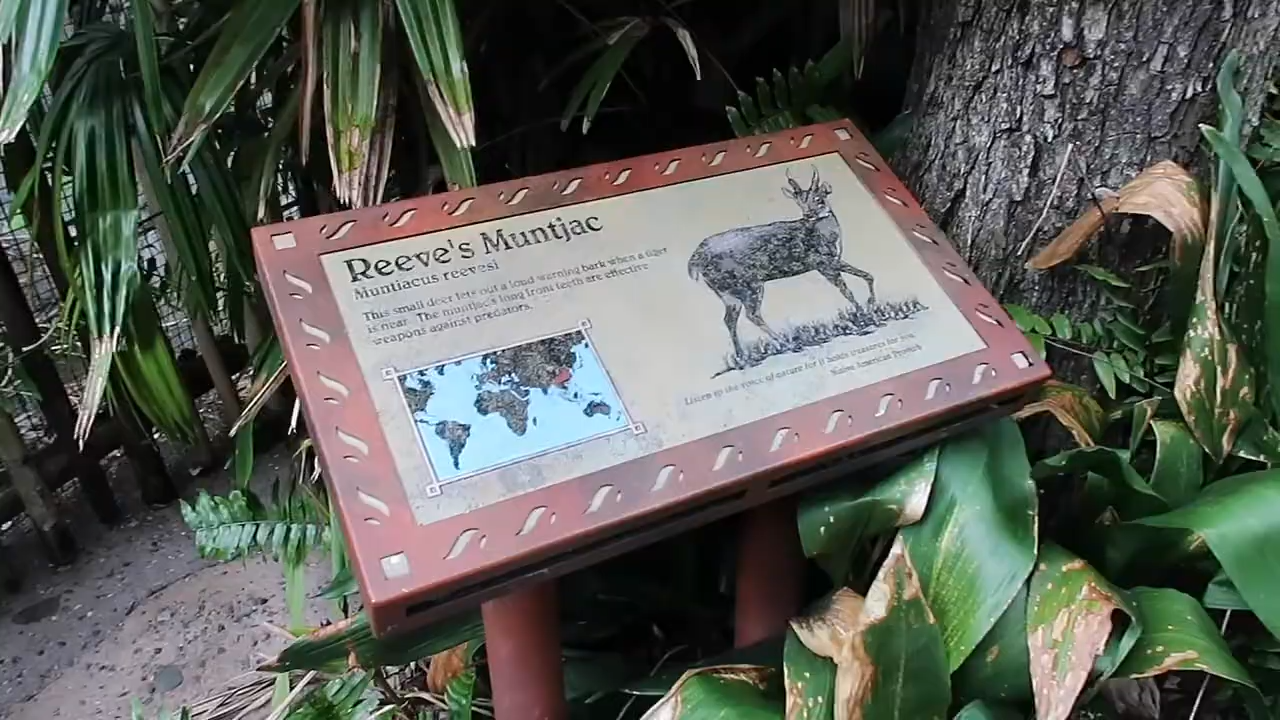 Reeve's Muntjac
Muntiacus reevesi
This small deer lets out a loud warning bark when a tiger
is near. The muntjac's long front teeth are effective
weapons against predators.
Listen to the voice of nature for it holds treasures for you.
Native American Proverb